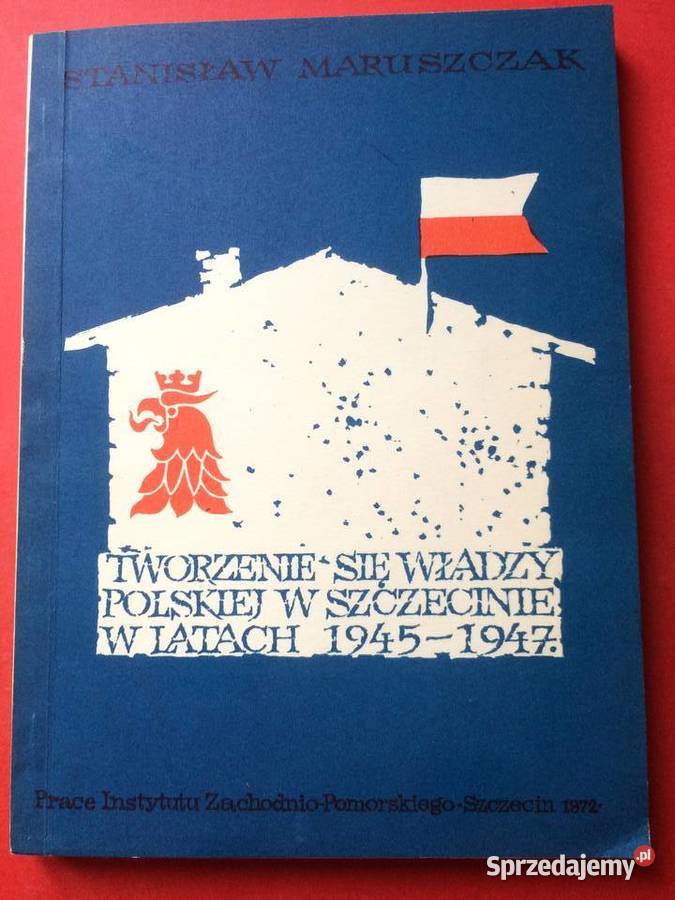 STANISŁAW MARUSZCZAK
TWORZENIE SIĘ WŁADZY
POLSKIEJ W SZCZECINIE
W LATACH 1945-1947.
Prace Instytutu Zachodnio-Pomorskiego-Szczecin 1972.
Sprzedajemy.pl